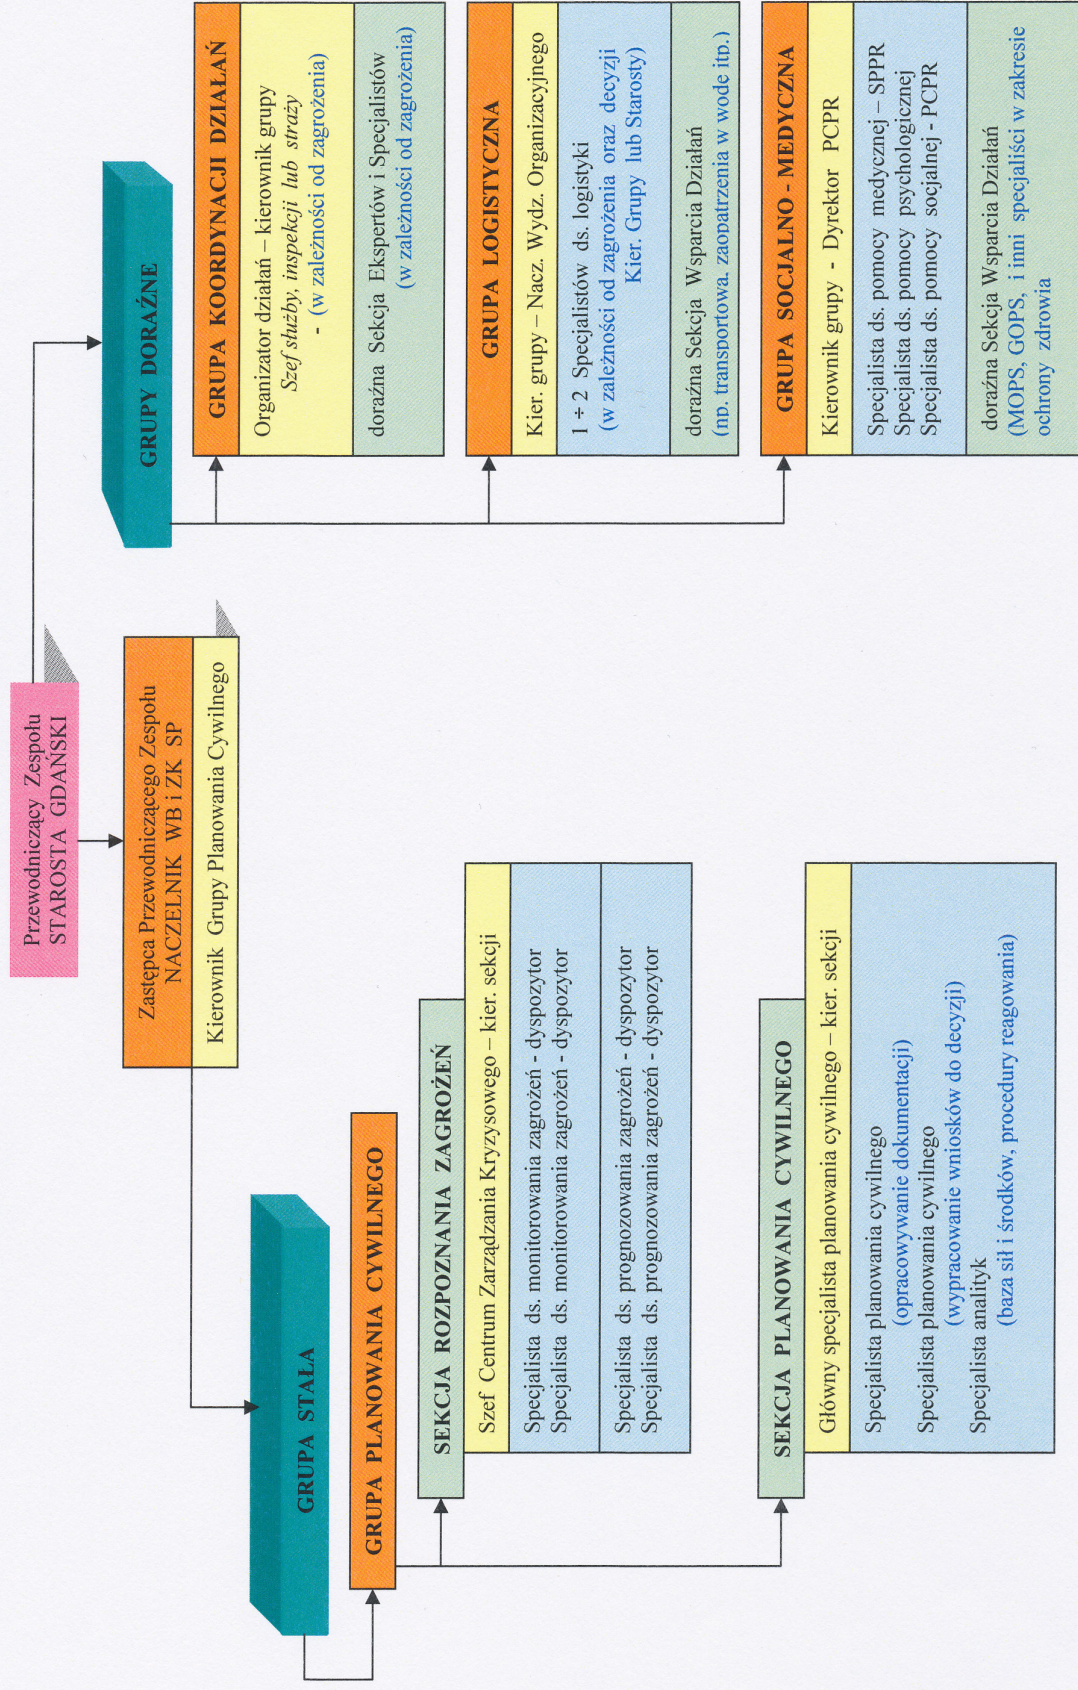 Przewodniczący Zespołu
STAROSTA GDAŃSKI
Zastępca Przewodniczącego Zespołu
NACZELNIK WB i ZK SP
Kierownik Grupy Planowania Cywilnego
GRUPA STAŁA
GRUPA PLANOWANIA CYWILNEGO
SEKCJA ROZPOZNANIA ZAGROŻEŃ
Szef Centrum Zarządzania Kryzysowego – kier. sekcji
Specjalista ds. monitorowania zagrożeń - dyspozytor
Specjalista ds. monitorowania zagrożeń - dyspozytor
Specjalista ds. prognozowania zagrożeń - dyspozytor
Specjalista ds. prognozowania zagrożeń - dyspozytor
SEKCJA PLANOWANIA CYWILNEGO
Główny specjalista planowania cywilnego – kier. sekcji
Specjalista planowania cywilnego
(opracowywanie dokumentacji)
Specjalista planowania cywilnego
(wypracowanie wniosków do decyzji)
Specjalista analityk
(baza sił i środków, procedury reagowania)
GRUPY DORAŹNE
GRUPA KOORDYNACJI DZIAŁAŃ
Organizator działań – kierownik grupy
Szef służby, inspekcji lub straży
- (w zależności od zagrożenia)
doraźna Sekcja Ekspertów i Specjalistów
(w zależności od zagrożenia)
GRUPA LOGISTYCZNA
Kier. grupy – Nacz. Wydz. Organizacyjnego
1 ÷ 2 Specjalistów ds. logistyki
(w zależności od zagrożenia oraz decyzji
Kier. Grupy lub Starosty)
doraźna Sekcja Wsparcia Działań
(np. transportowa. zaopatrzenia w wodę itp.)
GRUPA SOCJALNO - MEDYCZNA
Kierownik grupy - Dyrektor PCPR
Specjalista ds. pomocy medycznej – SPPR
Specjalista ds. pomocy psychologicznej
Specjalista ds. pomocy socjalnej - PCPR
doraźna Sekcja Wsparcia Działań
(MOPS, GOPS, i inni specjaliści w zakresie
ochrony zdrowia